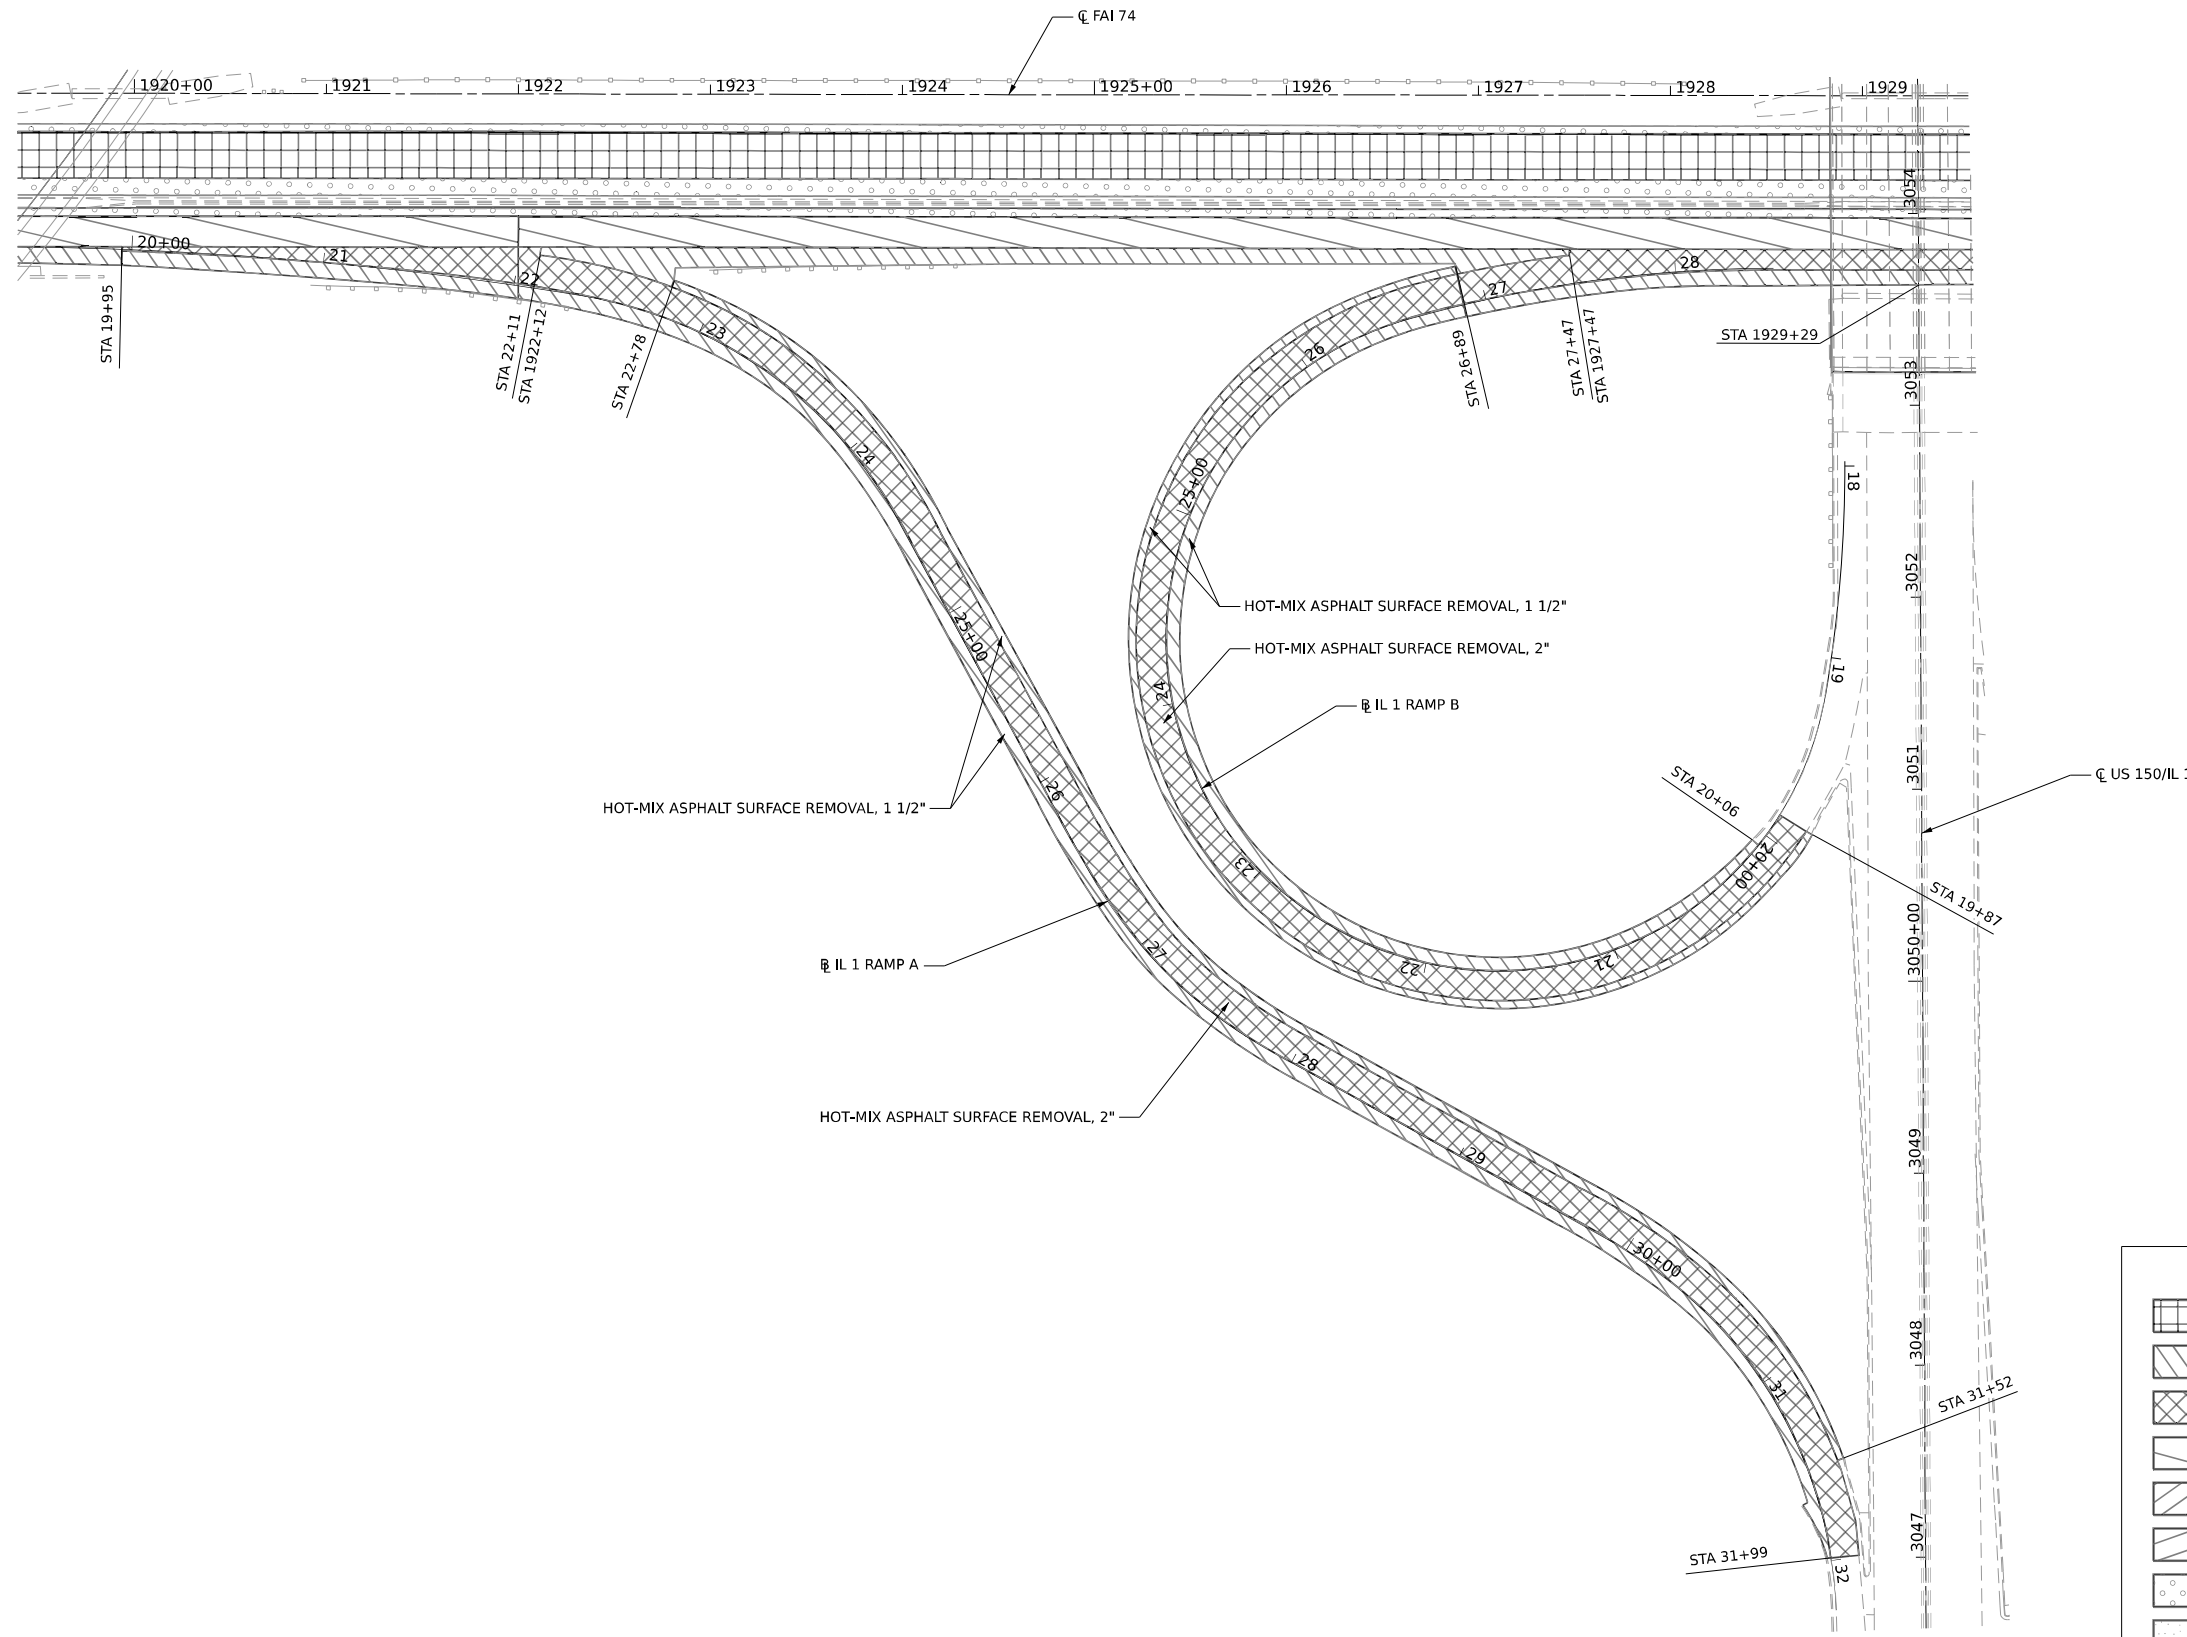 ℄ FAI 74
1920+00
1921
1922
1923
1924
1925+00
1926
1927
1928
1929
20+00
21
22
23
24
25+00
26
27
28
29
30+00
31
32
STA 19+95
STA 22+11
STA 1922+12
STA 22+78
STA 26+89
STA 27+47
STA 1927+47
STA 1929+29
28
27
26
25+00
24
23
22
21
20+00
19
18
3054
3053
3052
3051
3050+00
3049
3048
3047
HOT-MIX ASPHALT SURFACE REMOVAL, 1 1/2"
HOT-MIX ASPHALT SURFACE REMOVAL, 2"
B̲L IL 1 RAMP B
STA 20+06
STA 19+87
℄ US 150/IL 1
HOT-MIX ASPHALT SURFACE REMOVAL, 1 1/2"
B̲L IL 1 RAMP A
HOT-MIX ASPHALT SURFACE REMOVAL, 2"
STA 31+52
STA 31+99